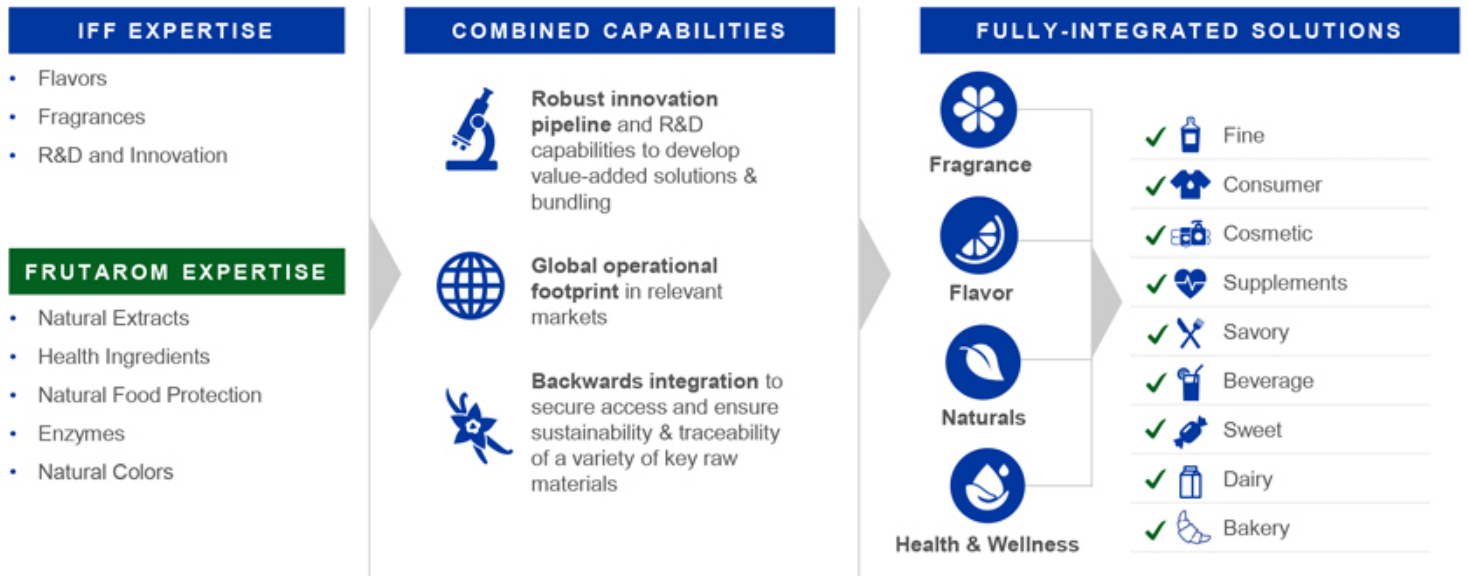 IFF EXPERTISE
• Flavors
• Fragrances
• R&D and Innovation
FRUTAROM EXPERTISE
• Natural Extracts
• Health Ingredients
• Natural Food Protection
• Enzymes
• Natural Colors
COMBINED CAPABILITIES
Robust innovation
pipeline and R&D
capabilities to develop
value-added solutions &
bundling
Global operational
footprint in relevant
markets
Backwards integration to
secure access and ensure
sustainability & traceability
of a variety of key raw
materials
FULLY-INTEGRATED SOLUTIONS
Fragrance
Flavor
Naturals
Health & Wellness
Fine
Consumer
Cosmetic
Supplements
Savory
Beverage
Sweet
Dairy
Bakery